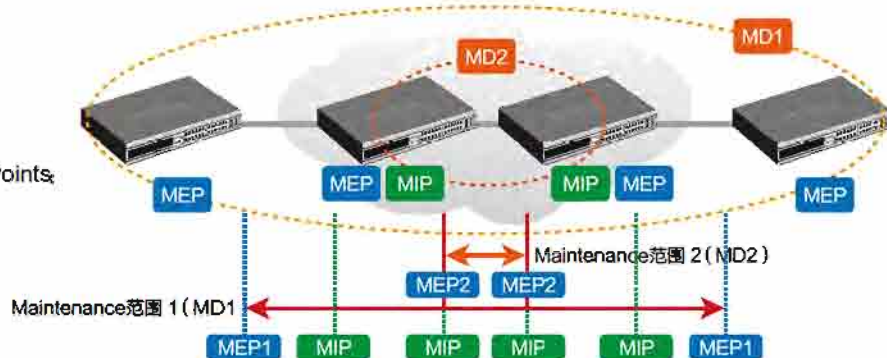 MD1
MD2
Points;
MEP MEP MIP MIP MEP MEP
Maintenance范围 2 ( MD2 )
MEP2 MEP2
Maintenance范围 1 ( MD1
MEP1 MIP MIP MIP MIP MEP1